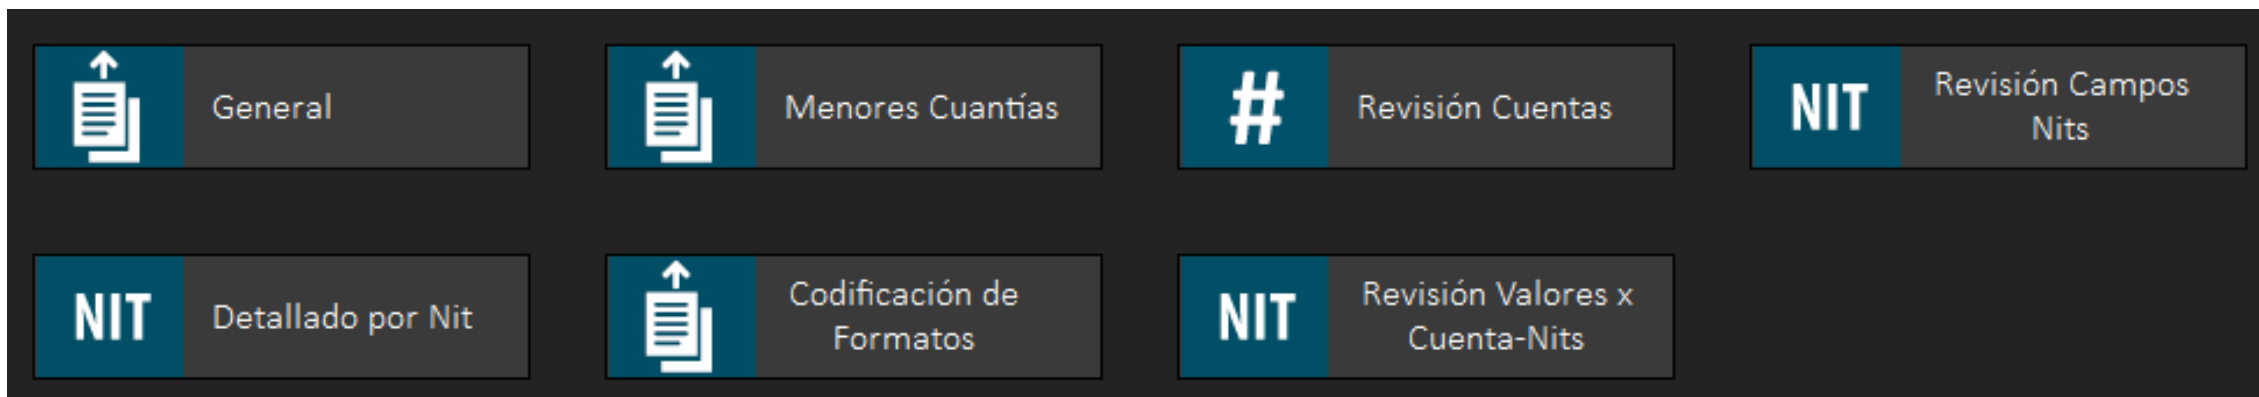 General
Menores Cuantías
#
Revisión Cuentas
NIT
Revisión Campos
Nits
NIT
Detallado por Nit
Codificación de
Formatos
NIT
Revisión Valores x
Cuenta-Nits